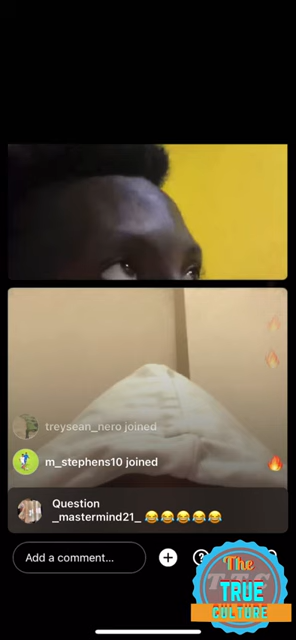 treysean_nero joined
m_stephens10 joined
Question
_mastermind21_ 😂😂😂😂😂
Add a comment…
The
TRUE
CULTURE